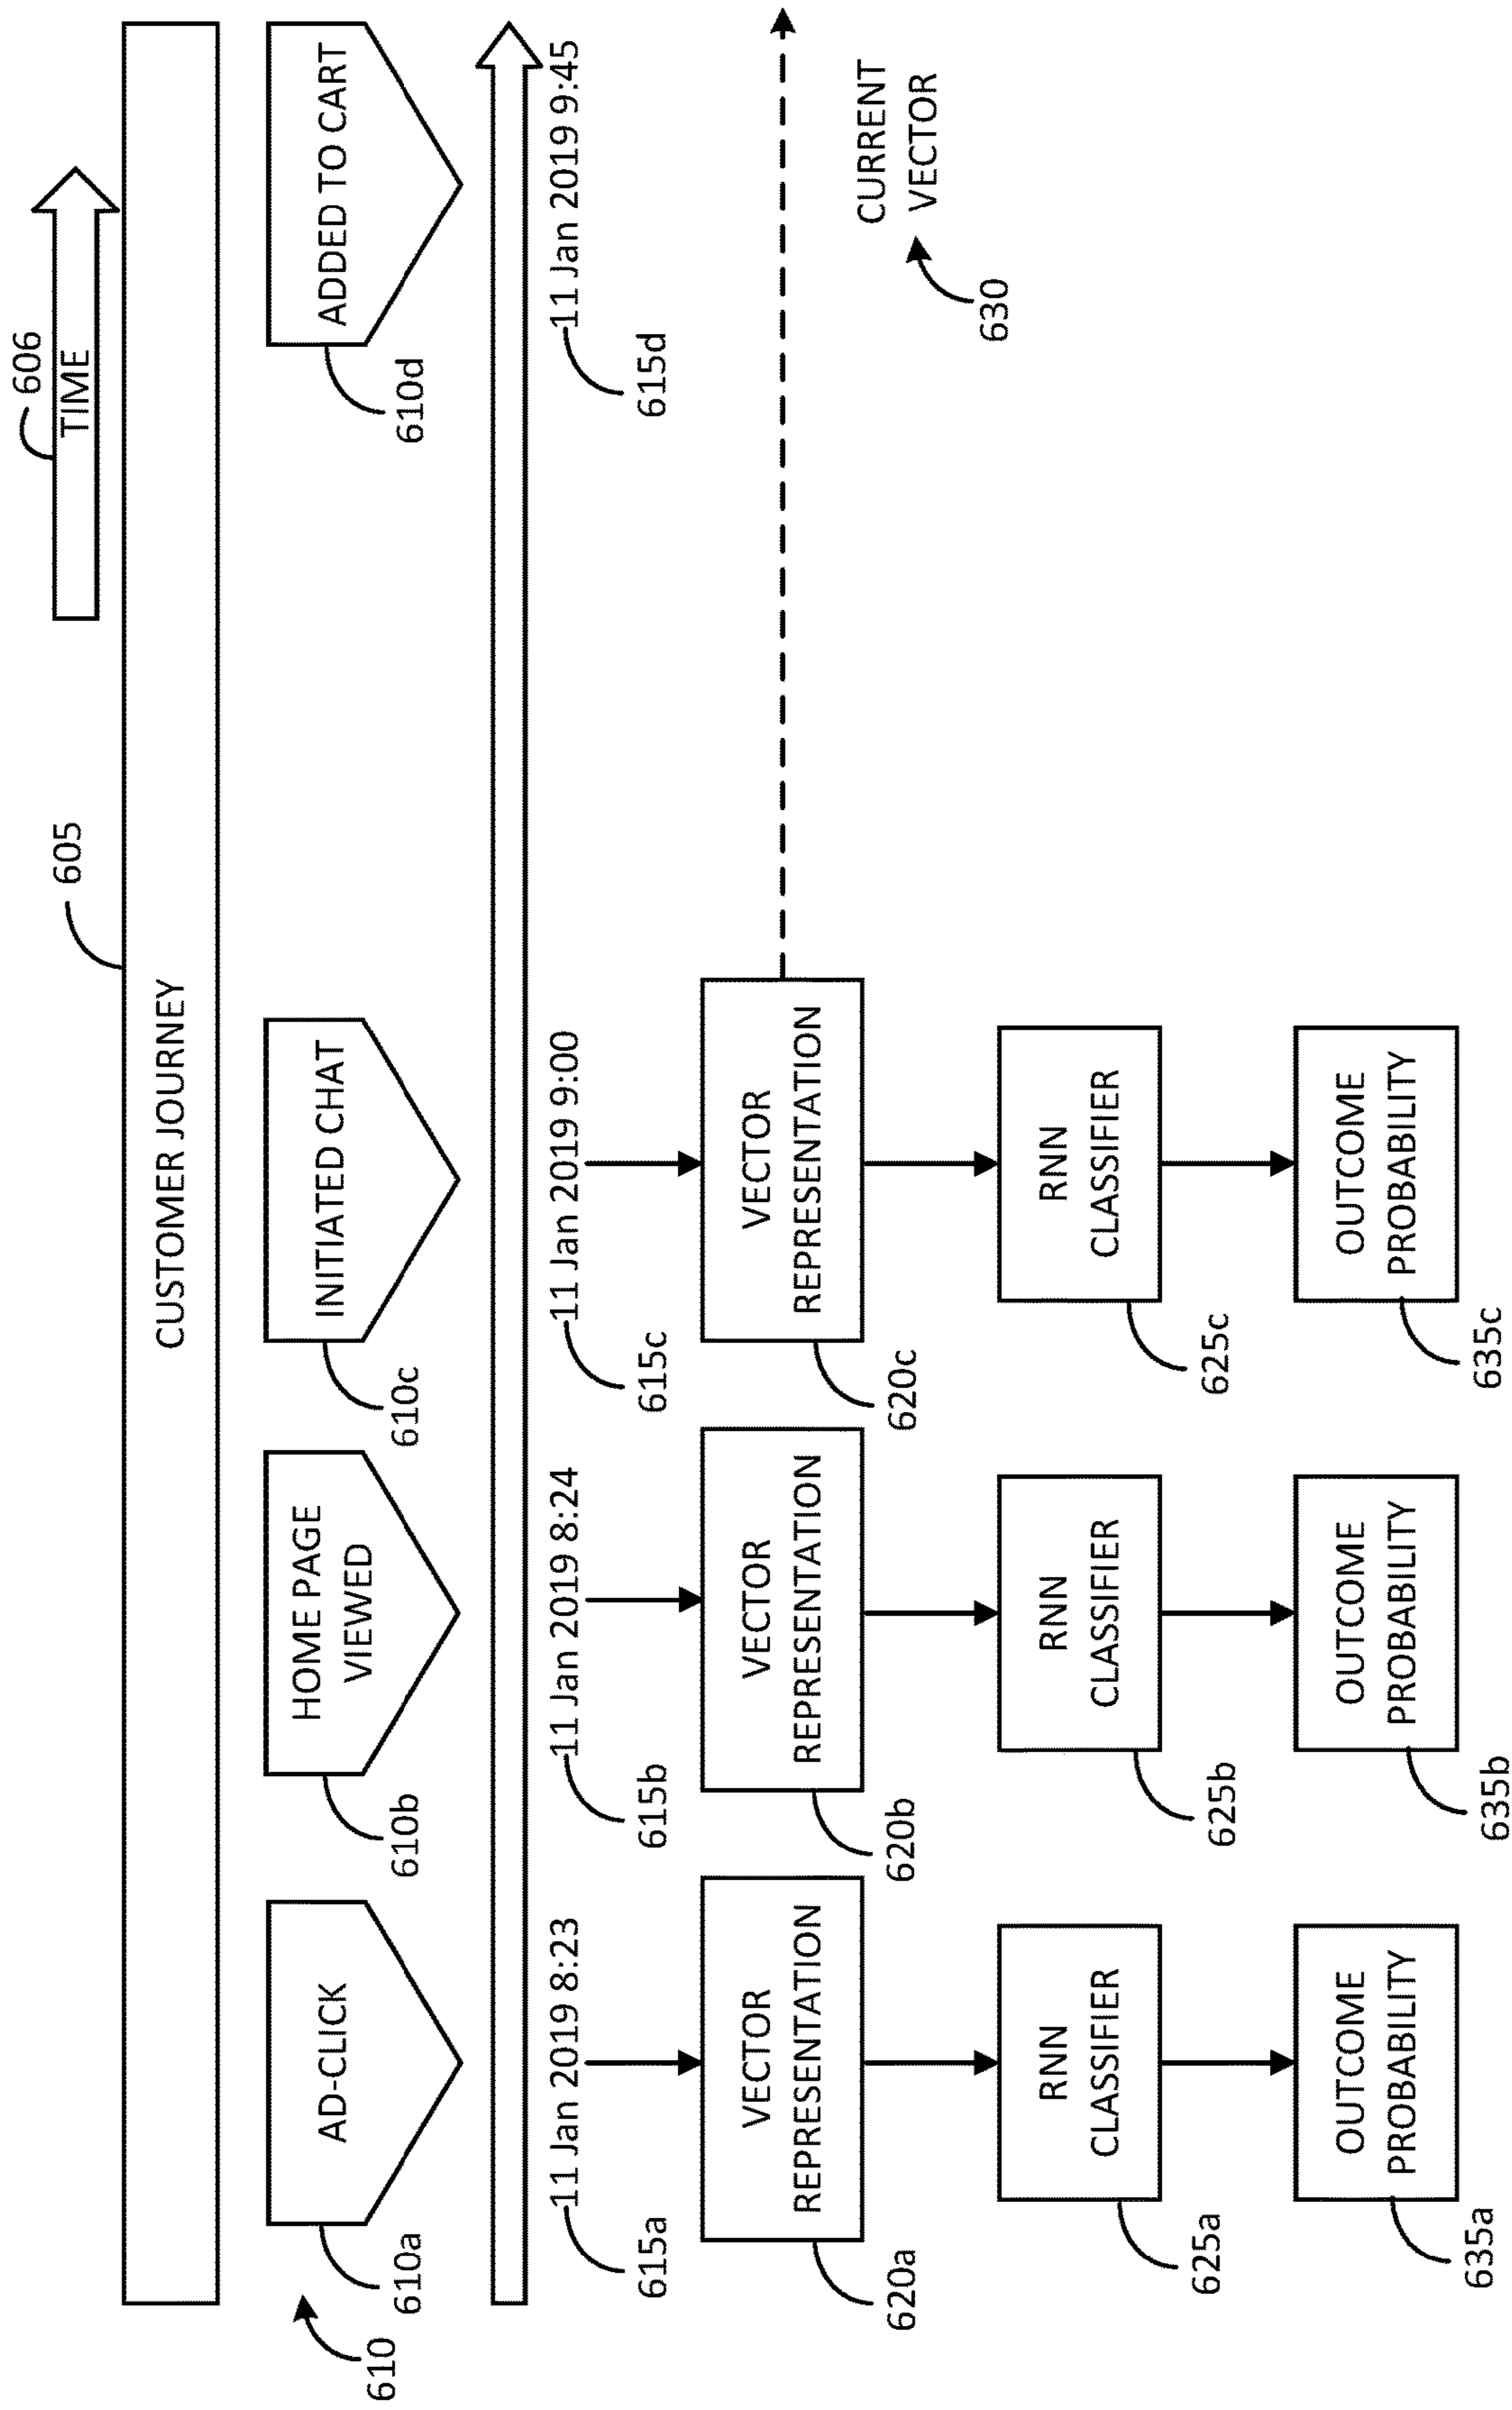 606
TIME
605
CUSTOMER JOURNEY
610
AD-CLICK
610a
HOME PAGE
VIEWED
610b
INITIATED CHAT
610c
ADDED TO CART
610d
11 Jan 2019 8:23
615a
11 Jan 2019 8:24
615b
11 Jan 2019 9:00
615c
11 Jan 2019 9:45
615d
VECTOR
REPRESENTATION
620a
VECTOR
REPRESENTATION
620b
VECTOR
REPRESENTATION
620c
CURRENT
VECTOR
630
RNN
CLASSIFIER
625a
RNN
CLASSIFIER
625b
RNN
CLASSIFIER
625c
OUTCOME
PROBABILITY
635a
OUTCOME
PROBABILITY
635b
OUTCOME
PROBABILITY
635c